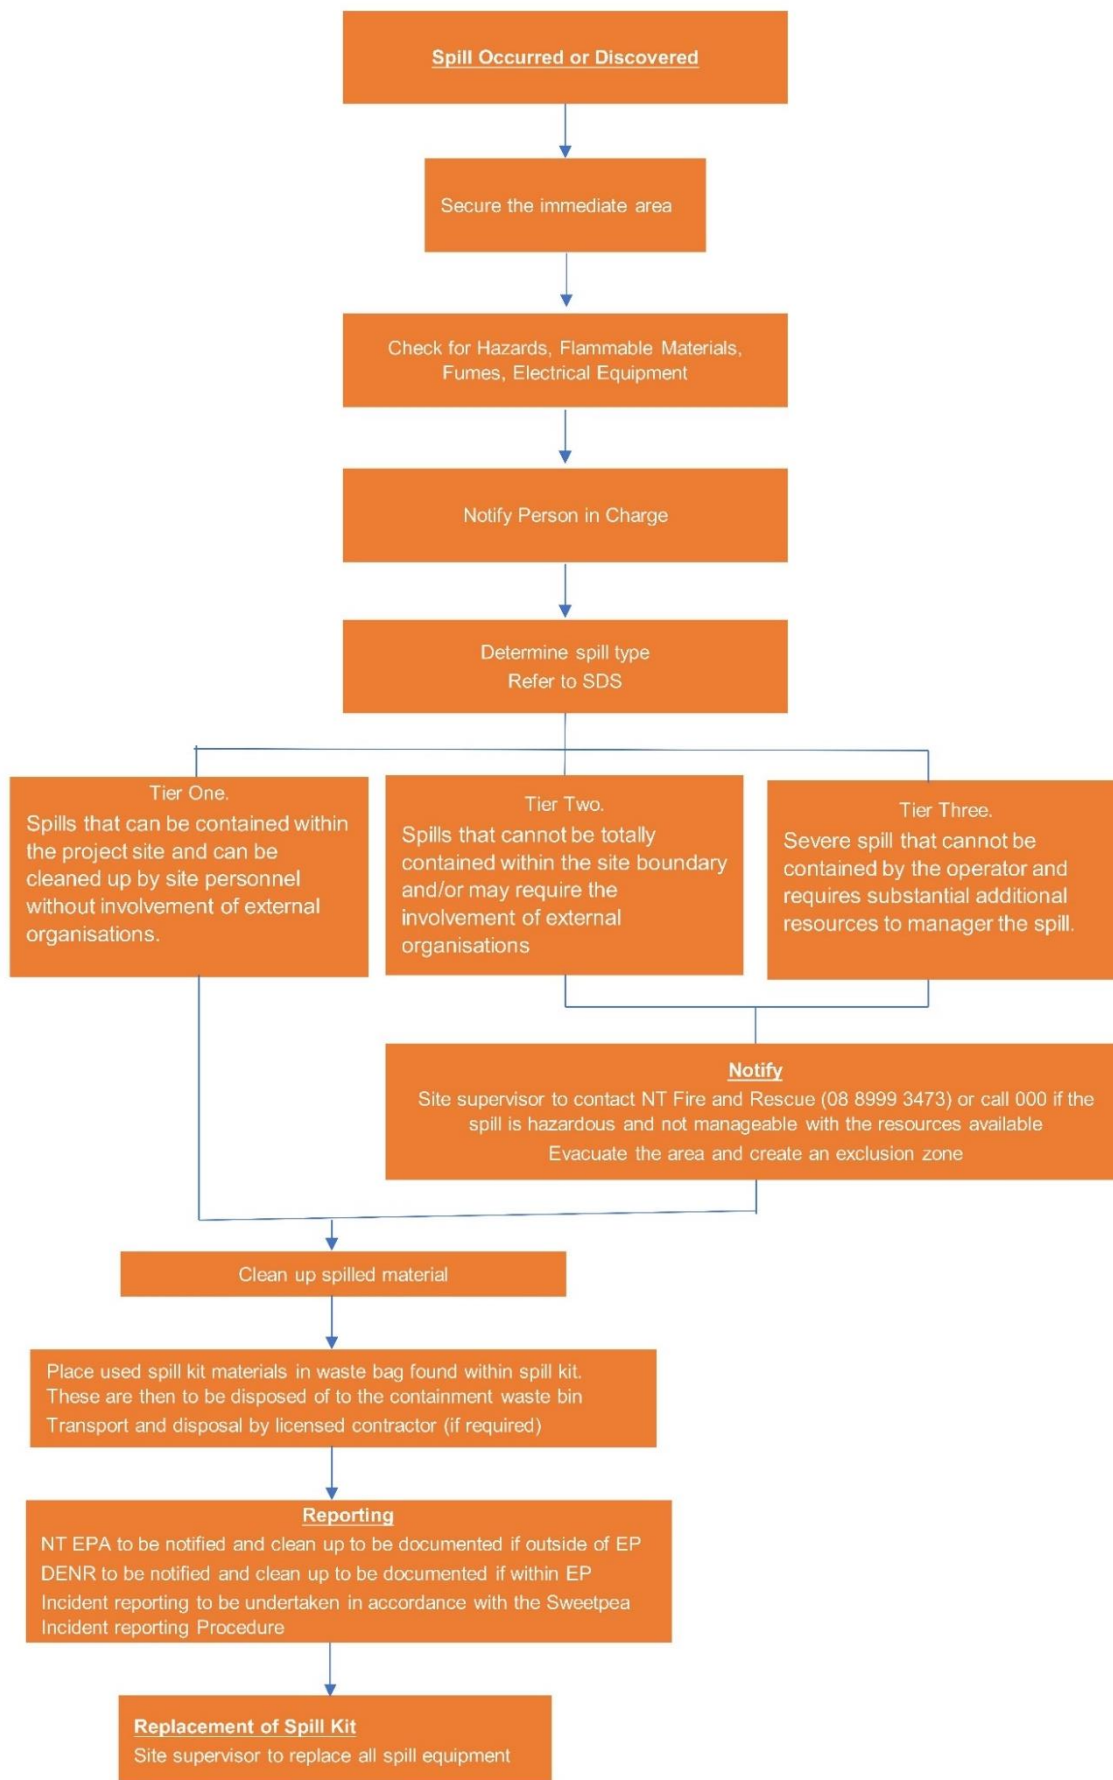 Spill Occurred or Discovered
Secure the immediate area
Check for Hazards, Flammable Materials,
Fumes, Electrical Equipment
Notify Person in Charge
Determine spill type
Refer to SDS
Tier One.
Spills that can be contained within
the project site and can be
cleaned up by site personnel
without involvement of external
organisations.
Tier Two.
Spills that cannot be totally
contained within the site boundary
and/or may require the
involvement of external
organisations
Tier Three.
Severe spill that cannot be
contained by the operator and
requires substantial additional
resources to manager the spill.
Notify
Site supervisor to contact NT Fire and Rescue (08 8999 3473) or call 000 if the
spill is hazardous and not manageable with the resources available
Evacuate the area and create an exclusion zone
Clean up spilled material
Place used spill kit materials in waste bag found within spill kit.
These are then to be disposed of to the containment waste bin
Transport and disposal by licensed contractor (if required)
Reporting
NT EPA to be notified and clean up to be documented if outside of EP
DENR to be notified and clean up to be documented if within EP
Incident reporting to be undertaken in accordance with the Sweetpea
Incident reporting Procedure
Replacement of Spill Kit
Site supervisor to replace all spill equipment